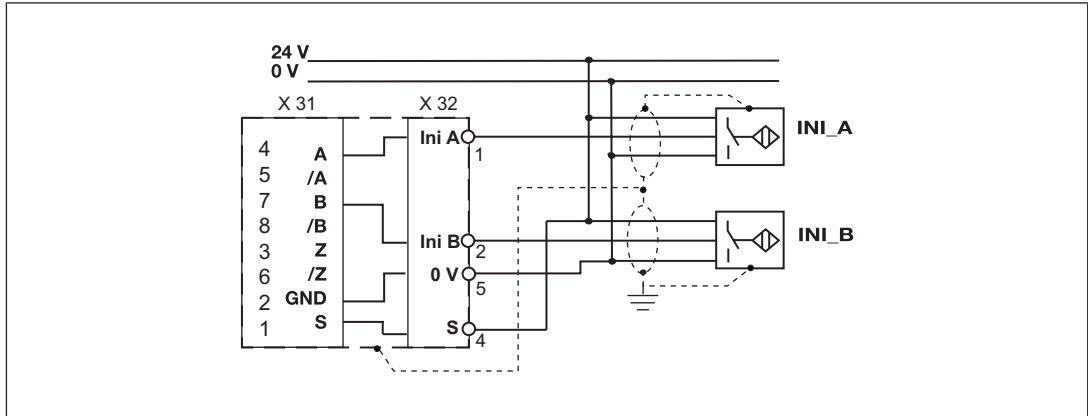 24 V
0 V
X 31
X 32
4 A
5 /A
7 B
8 /B
3 Z
6 /Z
2 GND
1 S
Ini A
1
Ini B
2
0 V
5
S
4
INI_A
INI_B